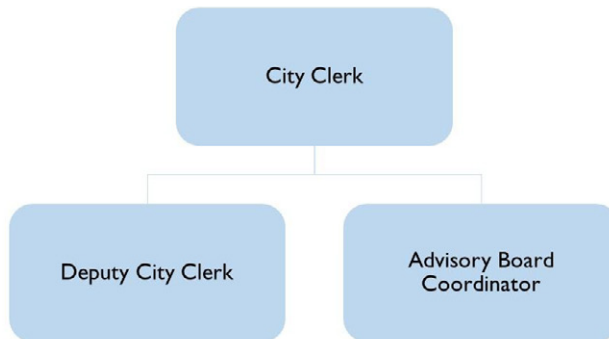 City Clerk
Deputy City Clerk
Advisory Board
Coordinator